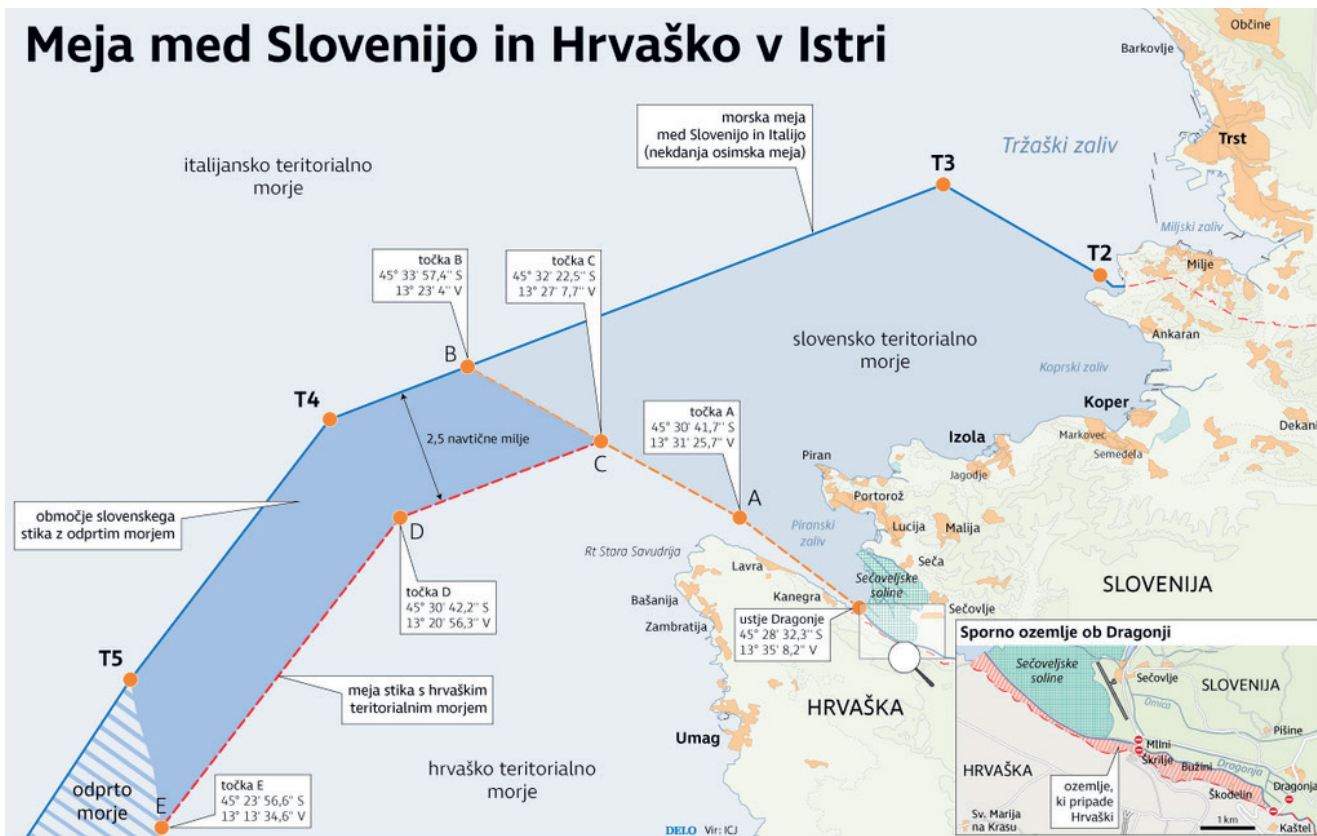 Meja med Slovenijo in Hrvaško v Istri
Občine
Barkovlje
morska meja
med Slovenijo in Italijo
(nekdanja osimska meja)
Tržaški zaliv
Trst
italijansko teritorialno
morje
T3
Miljski zaliv
T2
Milje
točka B
45° 33' 57,4'' S
13° 23' 4'' V
točka C
45° 32' 22,5'' S
13° 27' 7,7'' V
Ankaran
slovensko teritorialno
morje
B
Koprski zaliv
T4
2,5 navtične milje
točka A
45° 30' 41,7'' S
13° 31' 25,7'' V
Koper
Dekani
C
Izola
Markovec
Semedela
Piran
Jagodje
območje slovenskega
stika z odprtim morjem
A
Portorož
D
Lucija
Malija
Piranski
zaliv
Rt Stara Savudrija
Lavra
Seča
Sečoveljske
soline
SLOVENIJA
točka D
45° 30' 42,2'' S
13° 20' 56,3'' V
Bašanija
Kanegra
Sečovlje
Zambratija
ustje Dragonje
45° 28' 32,3'' S
13° 35' 8,2'' V
T5
meja stika s hrvaškim
teritorialnim morjem
HRVAŠKA
Umag
hrvaško teritorialno
morje
odprto
morje
E
točka E
45° 23' 56,6'' S
13° 13' 34,6'' V
Sporno ozemlje ob Dragonji
Sečoveljske
soline
Sečovlje
SLOVENIJA
Drnica
Pišine
Mlini
Škrilje
Bužini
Dragonja
HRVAŠKA
ozemlje,
ki pripade
Hrvaški
Škodelin
Dragonja
Sv. Marija
na Krasu
1 km
Kaštel
DELO Vir: ICJ